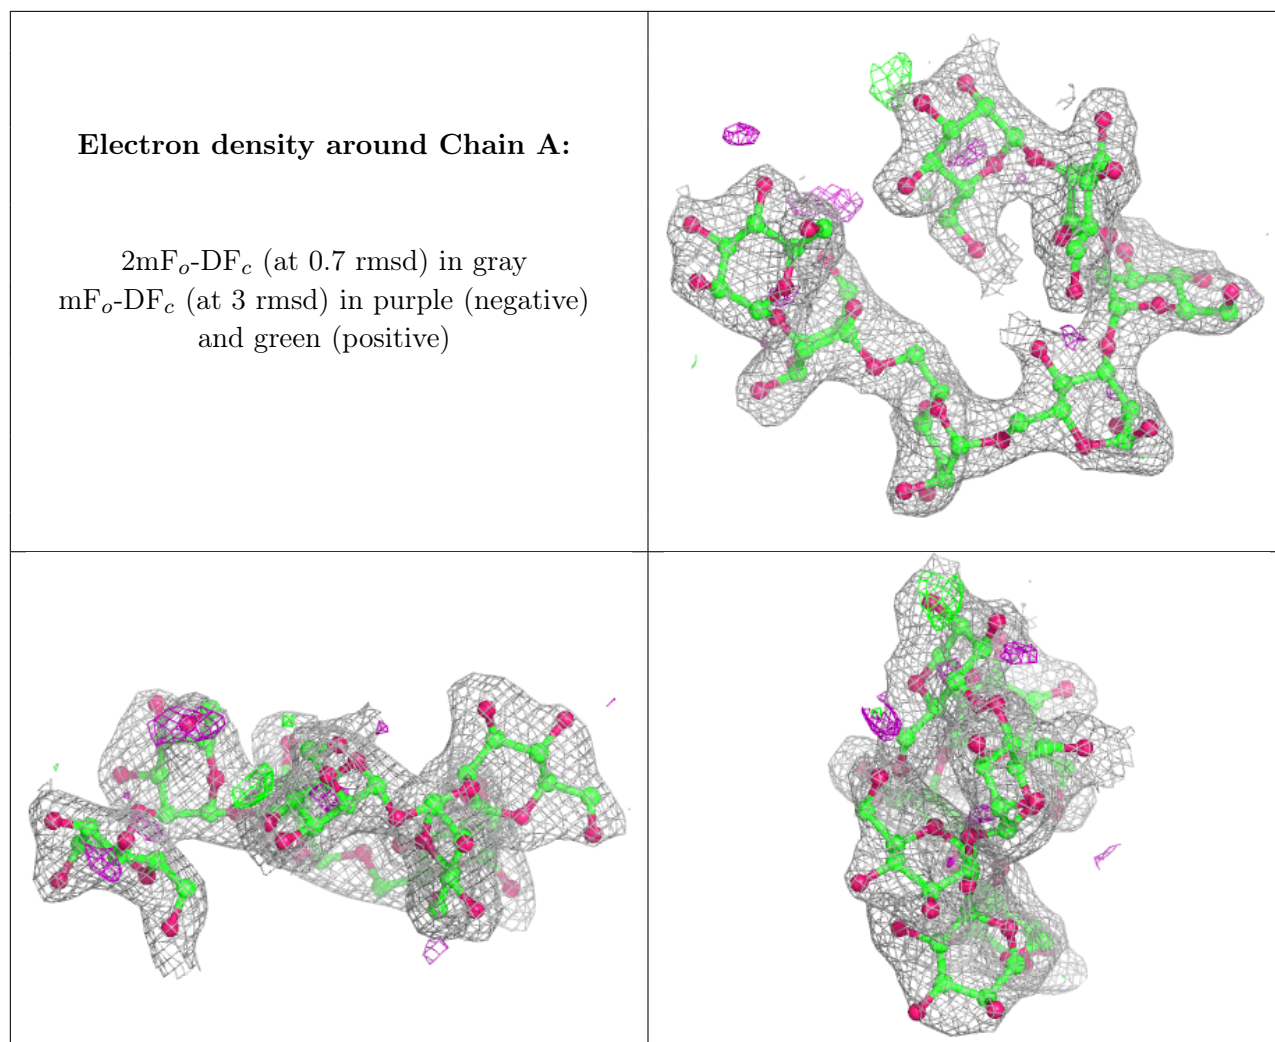 Electron density around Chain A:
2mFo-DFc (at 0.7 rmsd) in gray
mFo-DFc (at 3 rmsd) in purple (negative)
and green (positive)